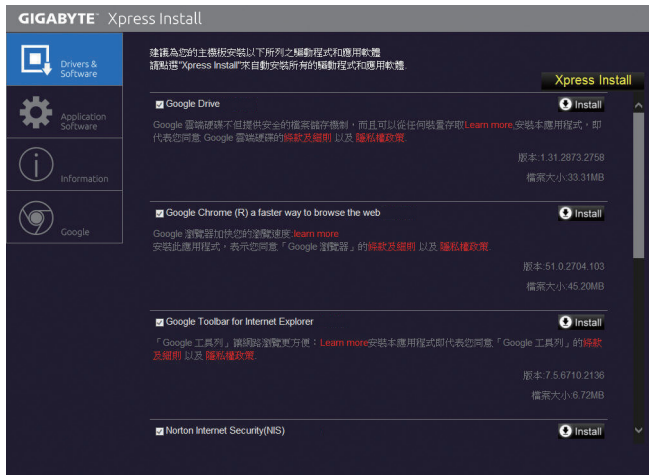 GIGABYTE™ Xpress Install
Drivers &
Software
Application
Software
Information
Google
建議為您的主機板安裝以下所列之驅動程式和應用軟體
請點選"Xpress Install"來自動安裝所有的驅動程式和應用軟體.
Xpress Install
Google Drive
Install
Google 雲端硬碟不但提供安全的檔案儲存機制，而且可以從任何裝置存取Learn more,安裝本應用程式，即
代表您同意 Google 雲端硬碟的條款及細則 以及 隱私權政策.
版本:1.31.2873.2758
檔案大小:33.31MB
Google Chrome (R) a faster way to browse the web
Install
Google 瀏覽器加快您的瀏覽速度:learn more
安裝此應用程式，表示您同意「Google 瀏覽器」的條款及細則 以及 隱私權政策.
版本:51.0.2704.103
檔案大小:45.20MB
Google Toolbar for Internet Explorer
Install
「Google 工具列」讓網路瀏覽更方便：Learn more安裝本應用程式即代表您同意「Google 工具列」的條款
及細則 以及 隱私權政策.
版本:7.5.6710.2136
檔案大小:6.72MB
Norton Internet Security(NIS)
Install